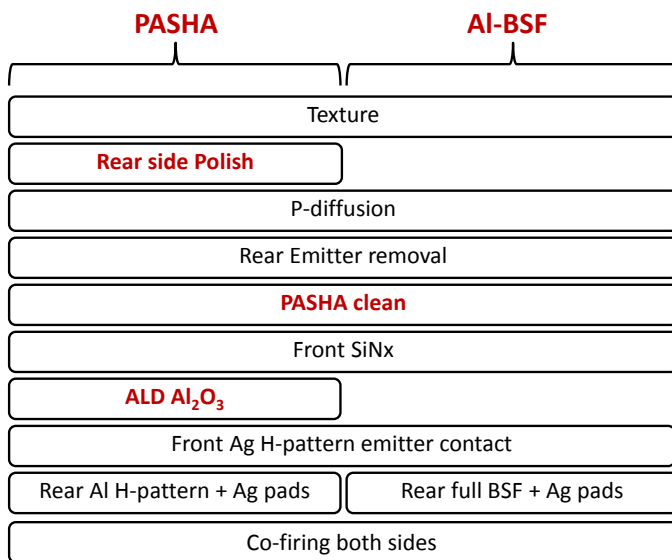 PASHA Al-BSF
Texture
Rear side Polish
P-diffusion
Rear Emitter removal
PASHA clean
Front SiNx
ALD Al₂O₃
Front Ag H-pattern emitter contact
Rear Al H-pattern + Ag pads Rear full BSF + Ag pads
Co-firing both sides